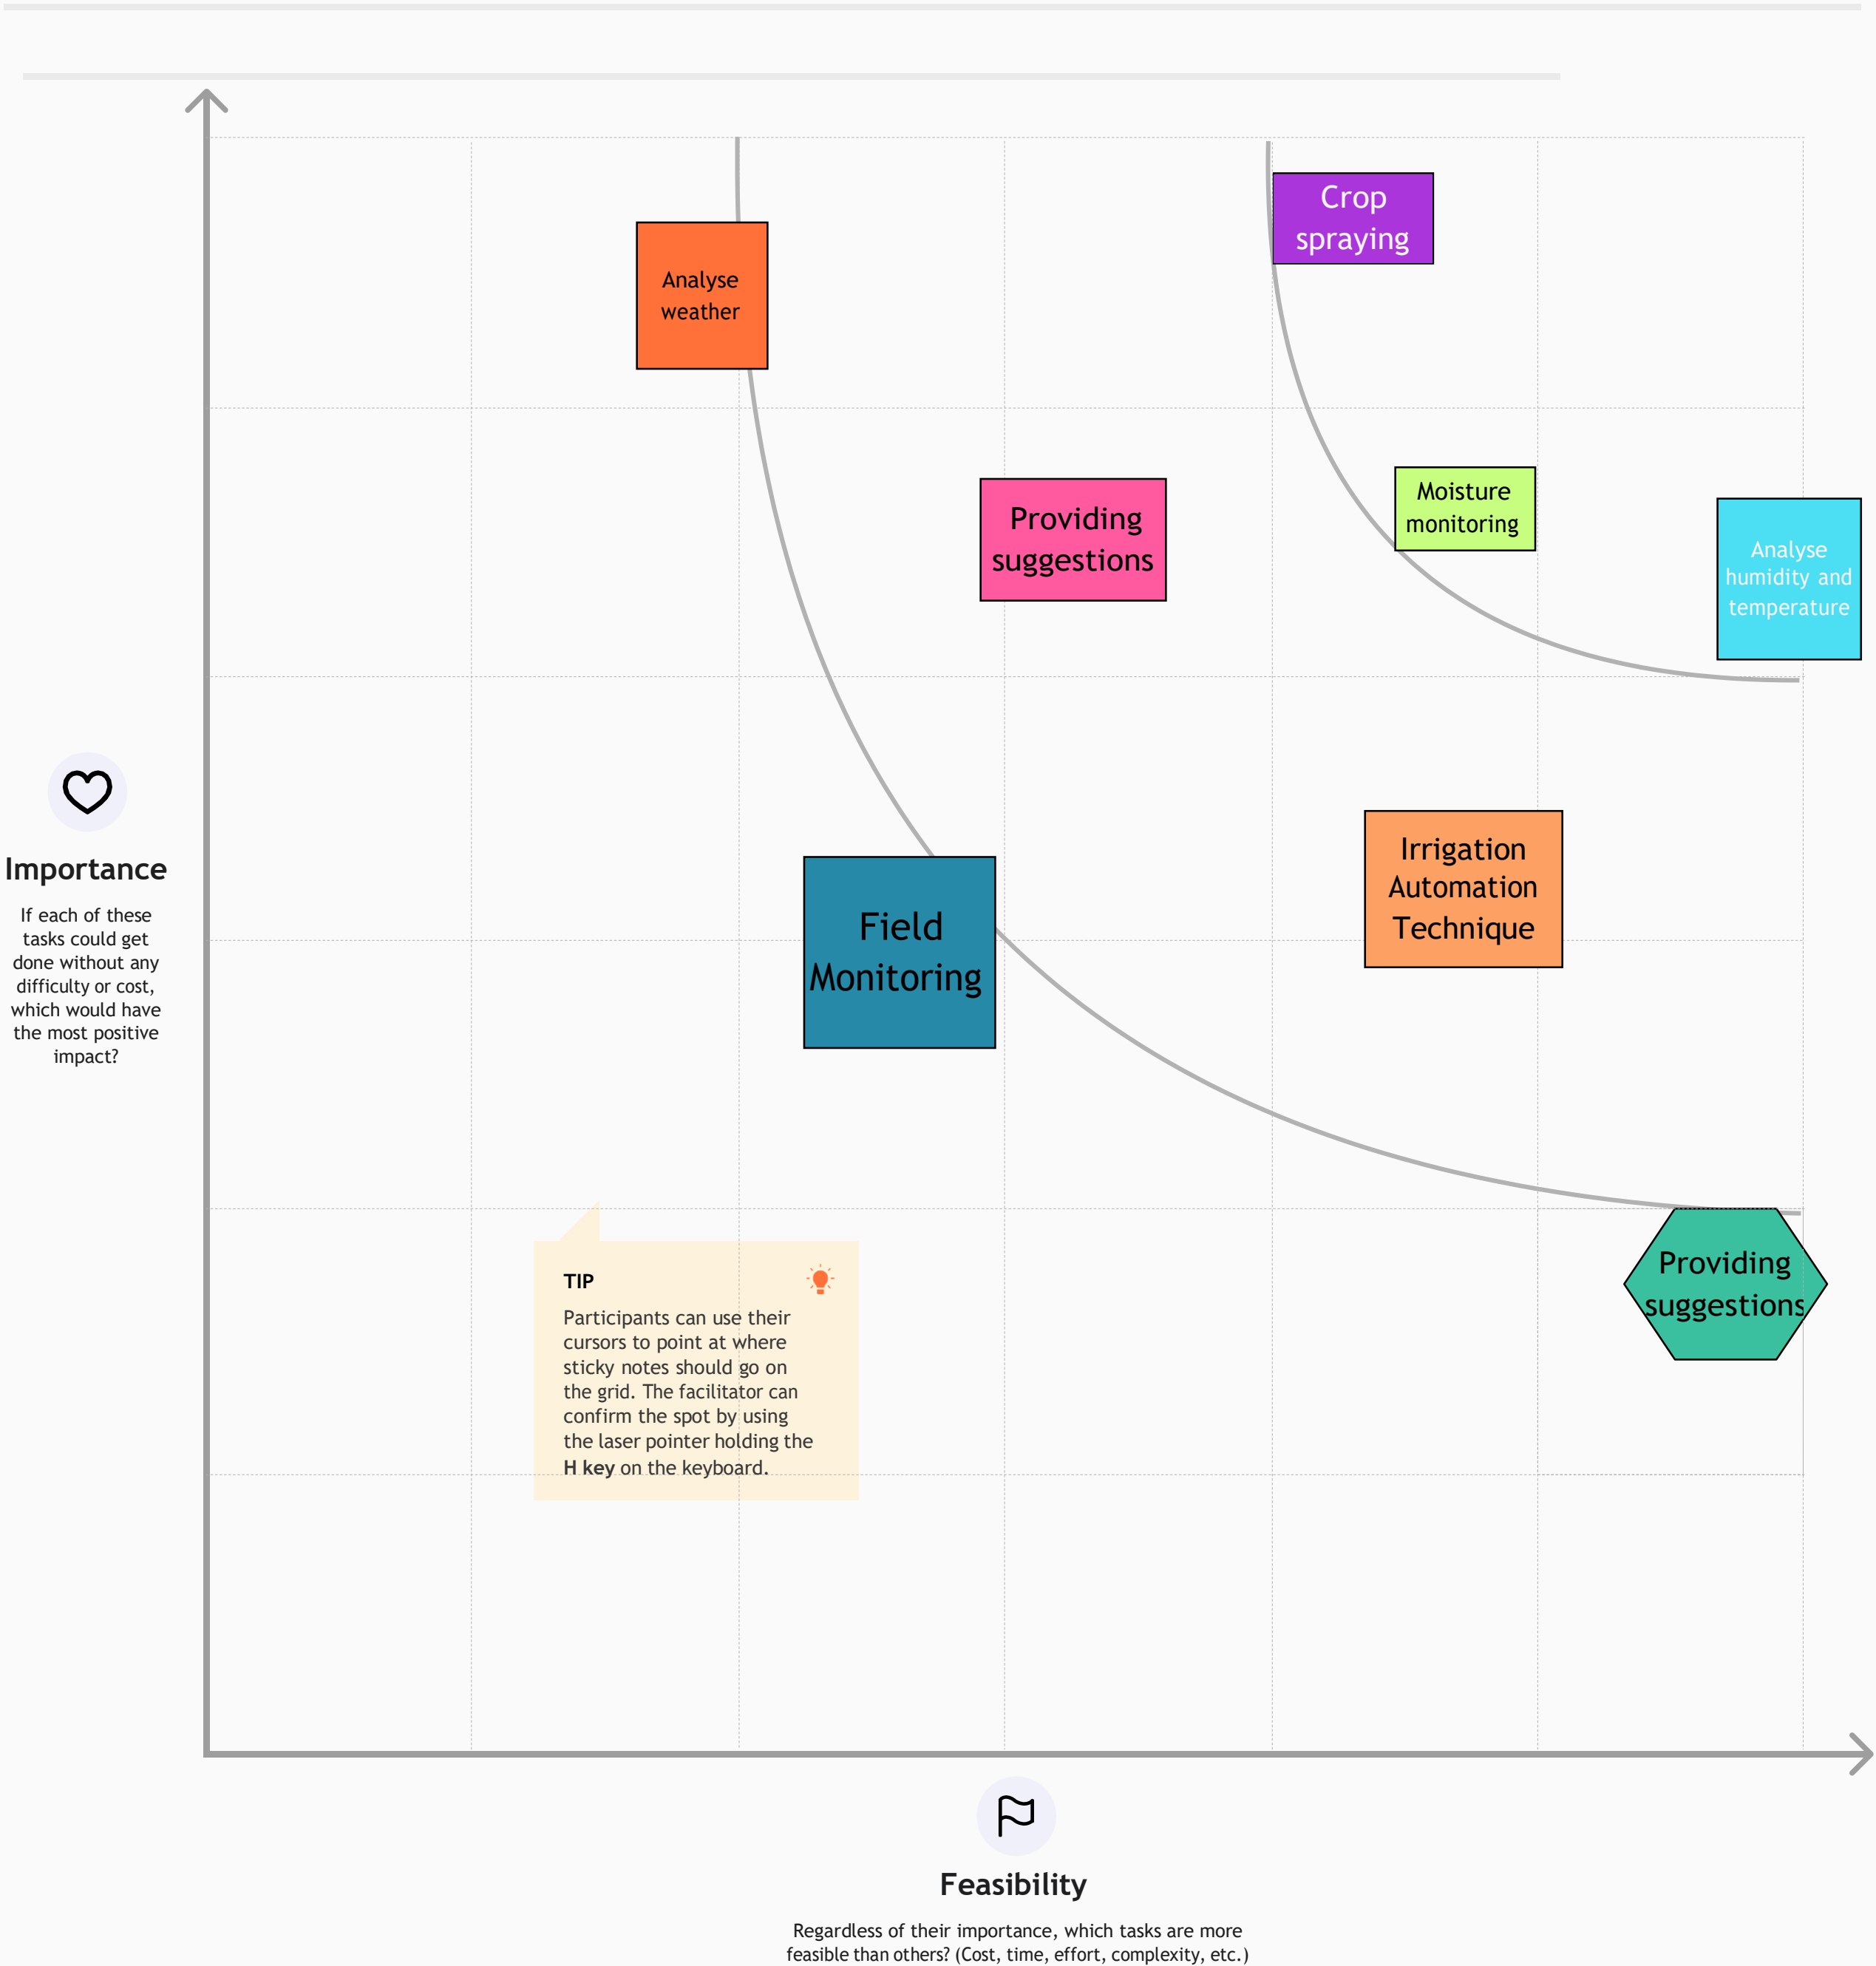 Crop
spraying
Analyse
weather
Moisture
monitoring
Providing
suggestions
Analyse
humidity and
temperature
Irrigation
Automation
Technique
Importance
If each of these
tasks could get
done without any
difficulty or cost,
which would have
the most positive
impact?
Field
Monitoring
Providing
suggestions
TIP
Participants can use their
cursors to point at where
sticky notes should go on
the grid. The facilitator can
confirm the spot by using
the laser pointer holding the
H key on the keyboard.
Feasibility
Regardless of their importance, which tasks are more
feasible than others? (Cost, time, effort, complexity, etc.)